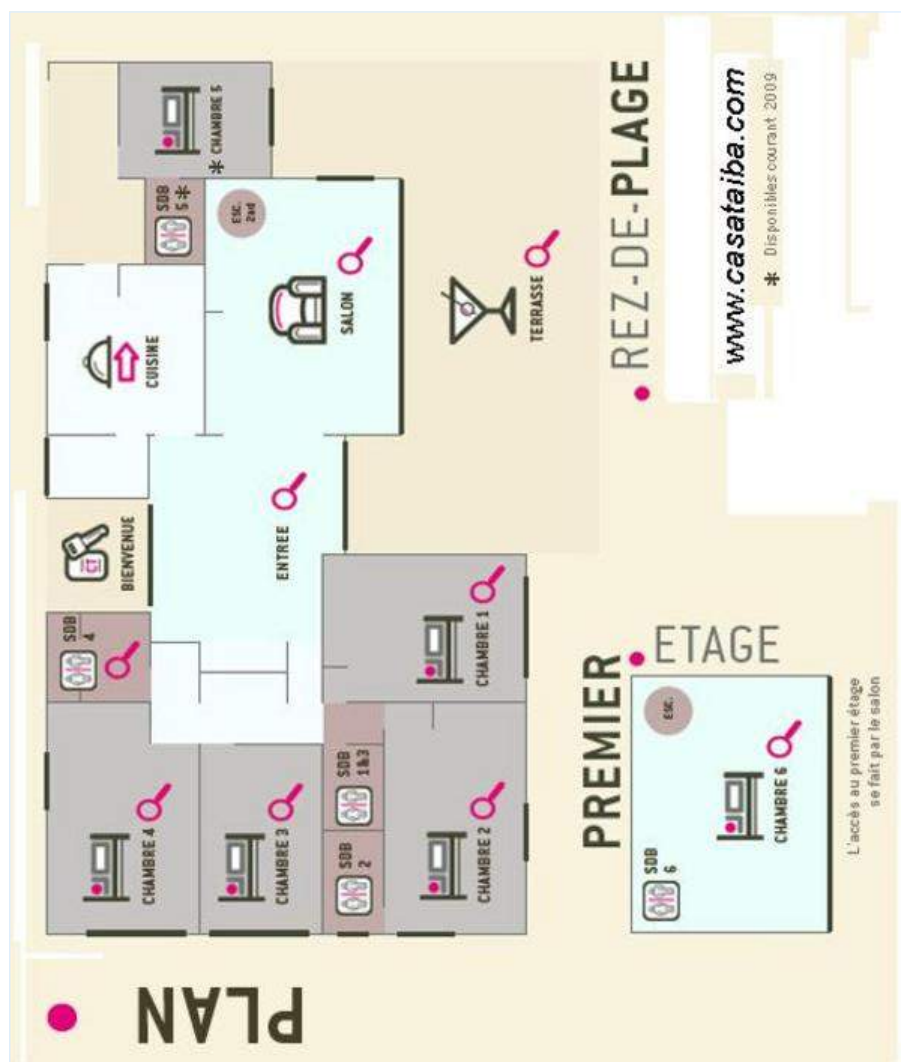 PLAN
SDB
4
BIENVENUE
CT
CUISINE
SDB
5*
* CHAMBRE 5
ESC.
2nd
SALON
ENTREE
CHAMBRE 4
CHAMBRE 3
SDB
2
SDB
1&3
CHAMBRE 2
CHAMBRE 1
TERRASSE
REZ-DE-PLAGE
PREMIER
ETAGE
SDB
6
ESC.
CHAMBRE 6
L'accès au premier étage
se fait par le salon
www.casataiba.com
* Disponibles courant 2009